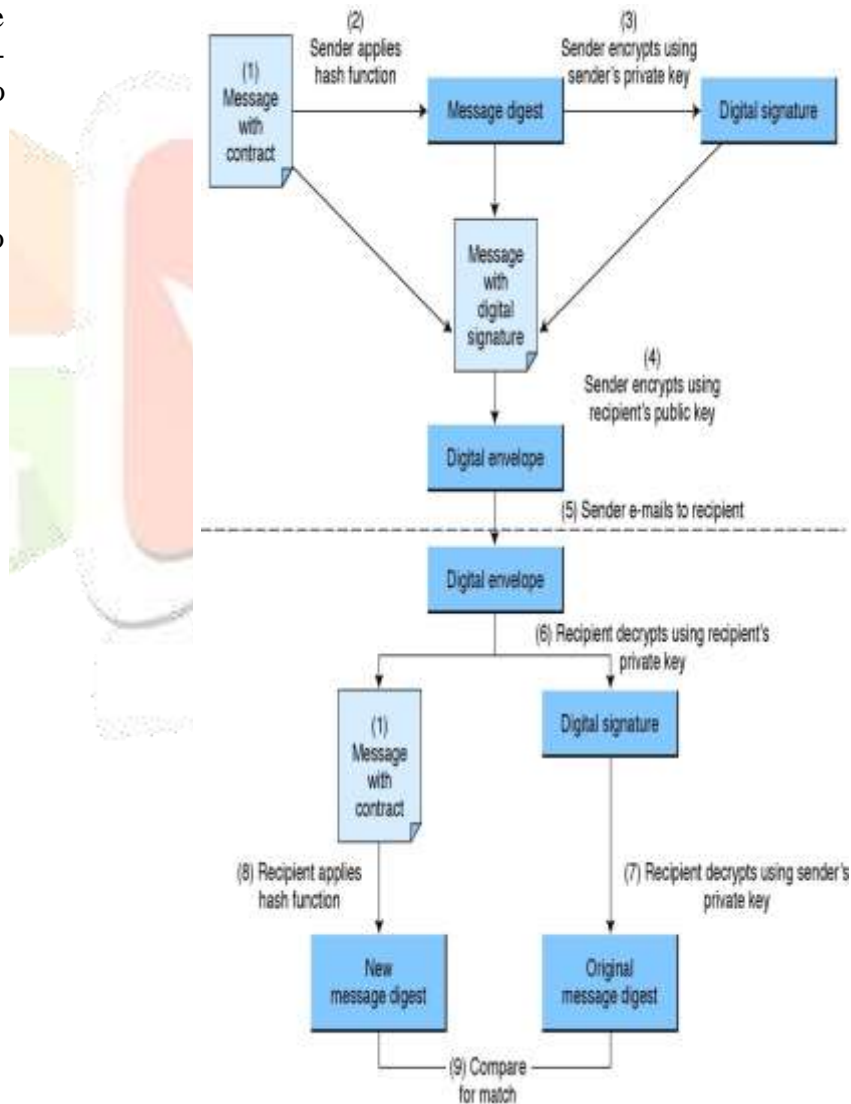 e
-
o
o
(1)
Message
with
contract
(2)
Sender applies
hash function
Message digest
(3)
Sender encrypts using
sender's private key
Digital signature
Message
with
digital
signature
(4)
Sender encrypts using
recipient's public key
Digital envelope
(5) Sender e-mails to recipient
Digital envelope
(6) Recipient decrypts using recipient's
private key
(1)
Message
with
contract
Digital signature
(8) Recipient applies
hash function
(7) Recipient decrypts using sender's
private key
New
message digest
Original
message digest
(9) Compare
for match